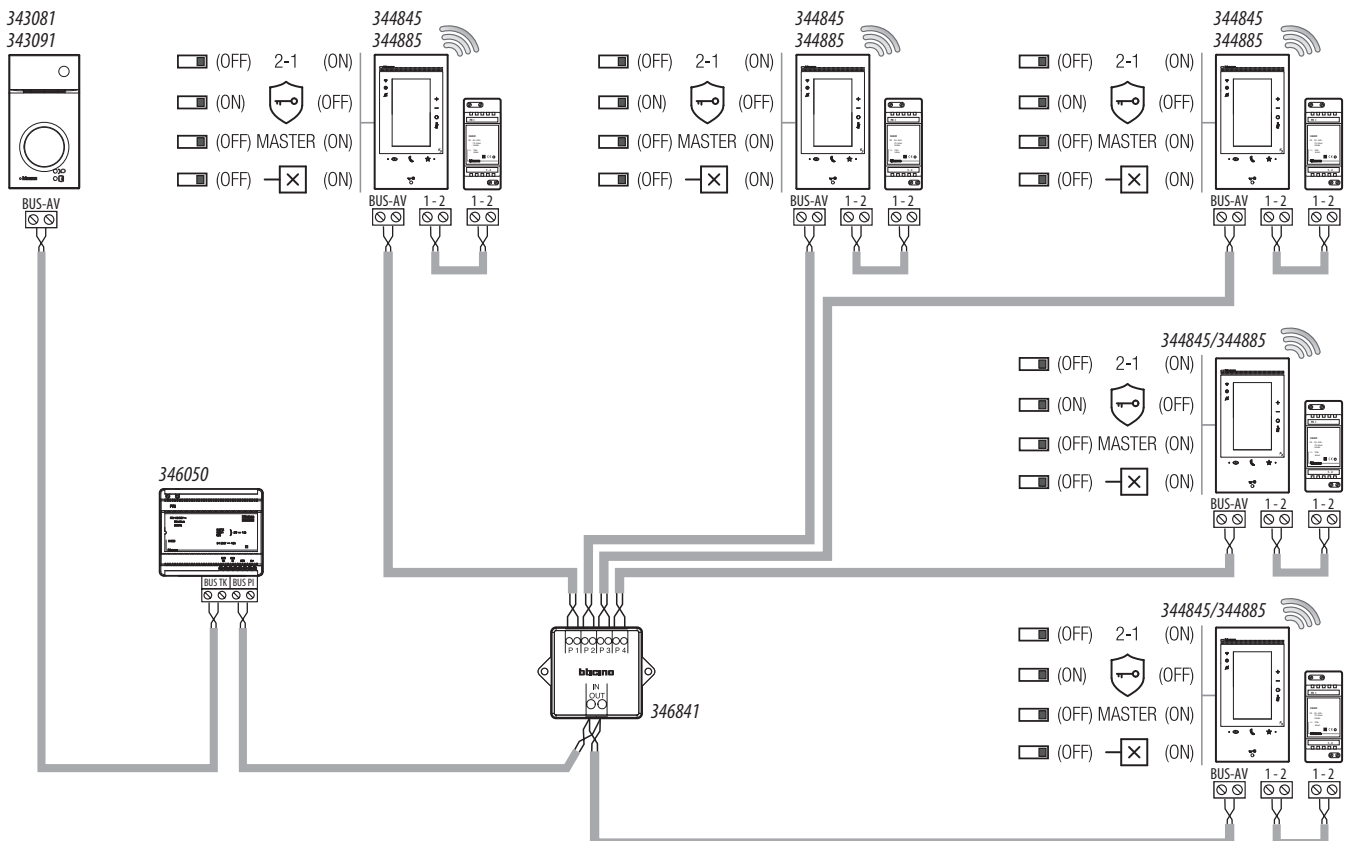 343081
343091
344845
344885
(OFF) 2-1 (ON)
(ON) (OFF)
(OFF) MASTER (ON)
(OFF) (ON)
BUS-AV 1 - 2 1 - 2
344845
344885
(OFF) 2-1 (ON)
(ON) (OFF)
(OFF) MASTER (ON)
(OFF) (ON)
BUS-AV 1 - 2 1 - 2
344845
344885
(OFF) 2-1 (ON)
(ON) (OFF)
(OFF) MASTER (ON)
(OFF) (ON)
BUS-AV 1 - 2 1 - 2
BUS-AV
344845/344885
(OFF) 2-1 (ON)
(ON) (OFF)
(OFF) MASTER (ON)
(OFF) (ON)
BUS-AV 1 - 2 1 - 2
346050
BUS TK BUS PI
P1 P2 P3 P4
bticino
IN
OUT
346841
344845/344885
(OFF) 2-1 (ON)
(ON) (OFF)
(OFF) MASTER (ON)
(OFF) (ON)
BUS-AV 1 - 2 1 - 2